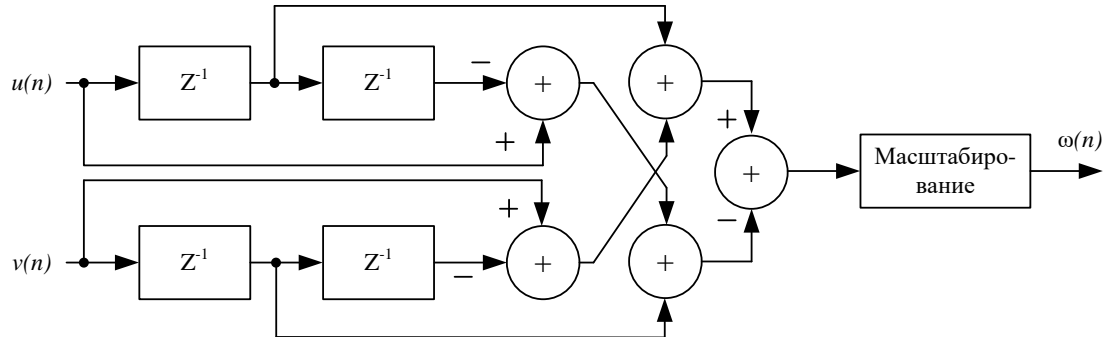 u(n)
Z⁻¹
Z⁻¹
−
+
+
+
+
+
Масштабиро-
вание
ω(n)
+
+
−
v(n)
Z⁻¹
Z⁻¹
−
+
+